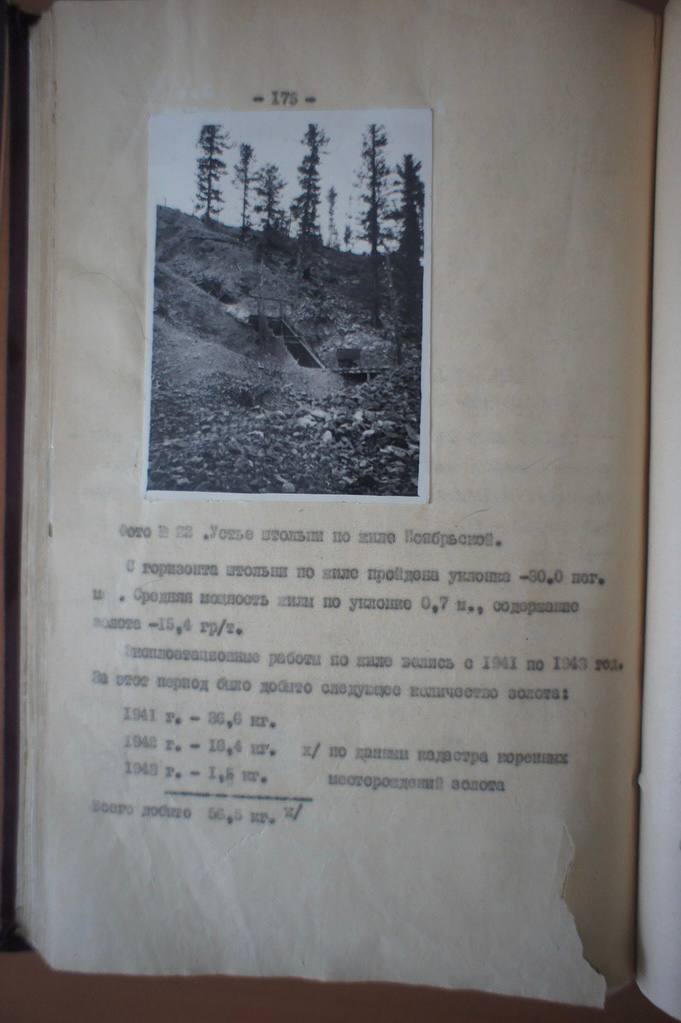 - 175 -
Фото № 22 .Устье штольни по жиле Ноябрьской.
С горизонта штольни по жиле пройдена уклонка -30,0 пог.
м . Средняя мощность жилы по уклонке 0,7 м., содержание
золота -15,4 гр/т.
Эксплоатационные работы по жиле велись с 1941 по 1943 год.
За этот период было добыто следующее количество золота:
1941 г. - 36,6 кг.
1942 г. - 18,4 кг. х/ по данным кадастра коренных
1943 г. - 1,5 кг. месторождений золота
Всего добыто 56,5 кг. х/